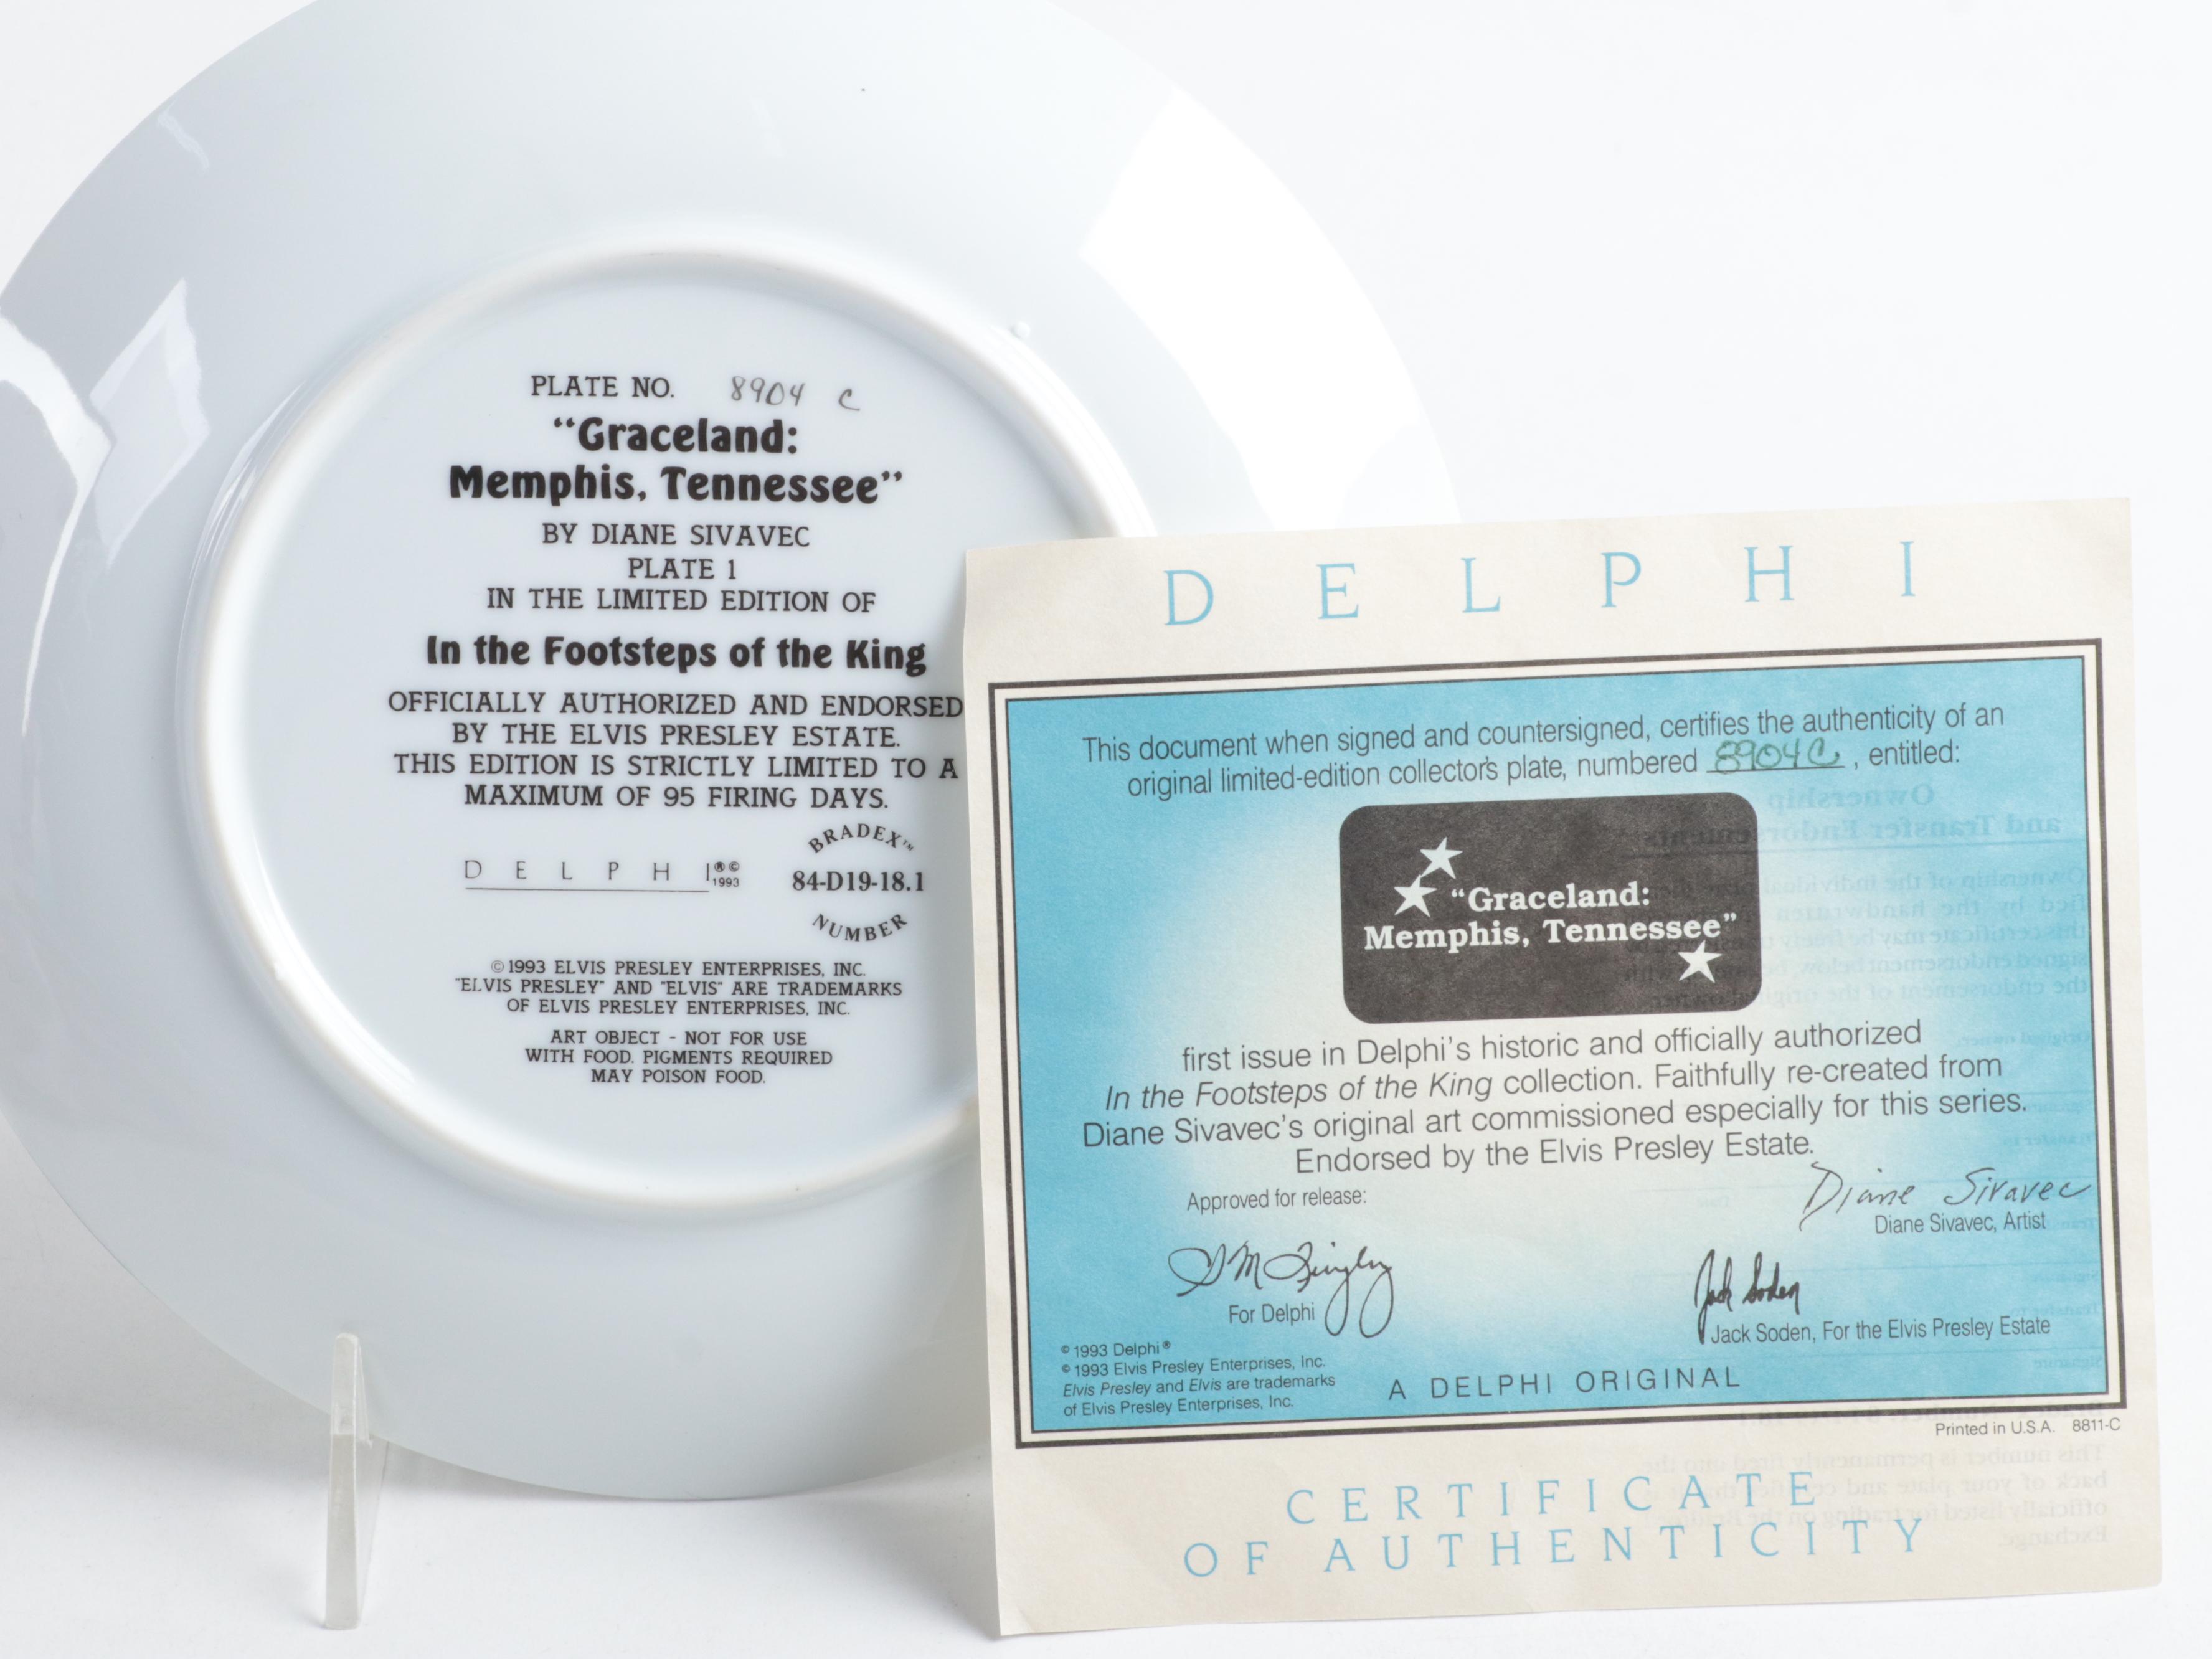 PLATE NO. 8904 C
“Graceland:
Memphis, Tennessee”
BY DIANE SIVAVEC
PLATE 1
IN THE LIMITED EDITION OF
In the Footsteps of the King
OFFICIALLY AUTHORIZED AND ENDORSED
BY THE ELVIS PRESLEY ESTATE.
THIS EDITION IS STRICTLY LIMITED TO A
MAXIMUM OF 95 FIRING DAYS.
DELPHI®© 1993
BRADEX™
84-D19-18.1
NUMBER
© 1993 ELVIS PRESLEY ENTERPRISES, INC.
"ELVIS PRESLEY" AND "ELVIS" ARE TRADEMARKS
OF ELVIS PRESLEY ENTERPRISES, INC.
ART OBJECT - NOT FOR USE
WITH FOOD. PIGMENTS REQUIRED
MAY POISON FOOD.
DELPHI
This document when signed and countersigned, certifies the authenticity of an
original limited-edition collector's plate, numbered 8904C, entitled:
“Graceland:
Memphis, Tennessee”
first issue in Delphi's historic and officially authorized
In the Footsteps of the King collection. Faithfully re-created from
Diane Sivavec's original art commissioned especially for this series.
Endorsed by the Elvis Presley Estate.
Approved for release:
Diane Sivavec
Diane Sivavec, Artist
For Delphi
Jack Soden
Jack Soden, For the Elvis Presley Estate
© 1993 Delphi®
© 1993 Elvis Presley Enterprises, Inc.
Elvis Presley and Elvis are trademarks
of Elvis Presley Enterprises, Inc.
A DELPHI ORIGINAL
Printed in U.S.A. 8811-C
CERTIFICATE
OF AUTHENTICITY